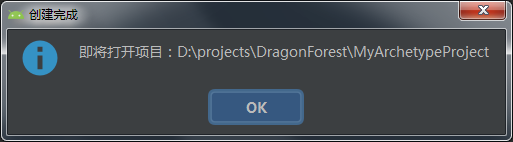 创建完成
即将打开项目：D:\projects\DragonForest\MyArchetypeProject
OK